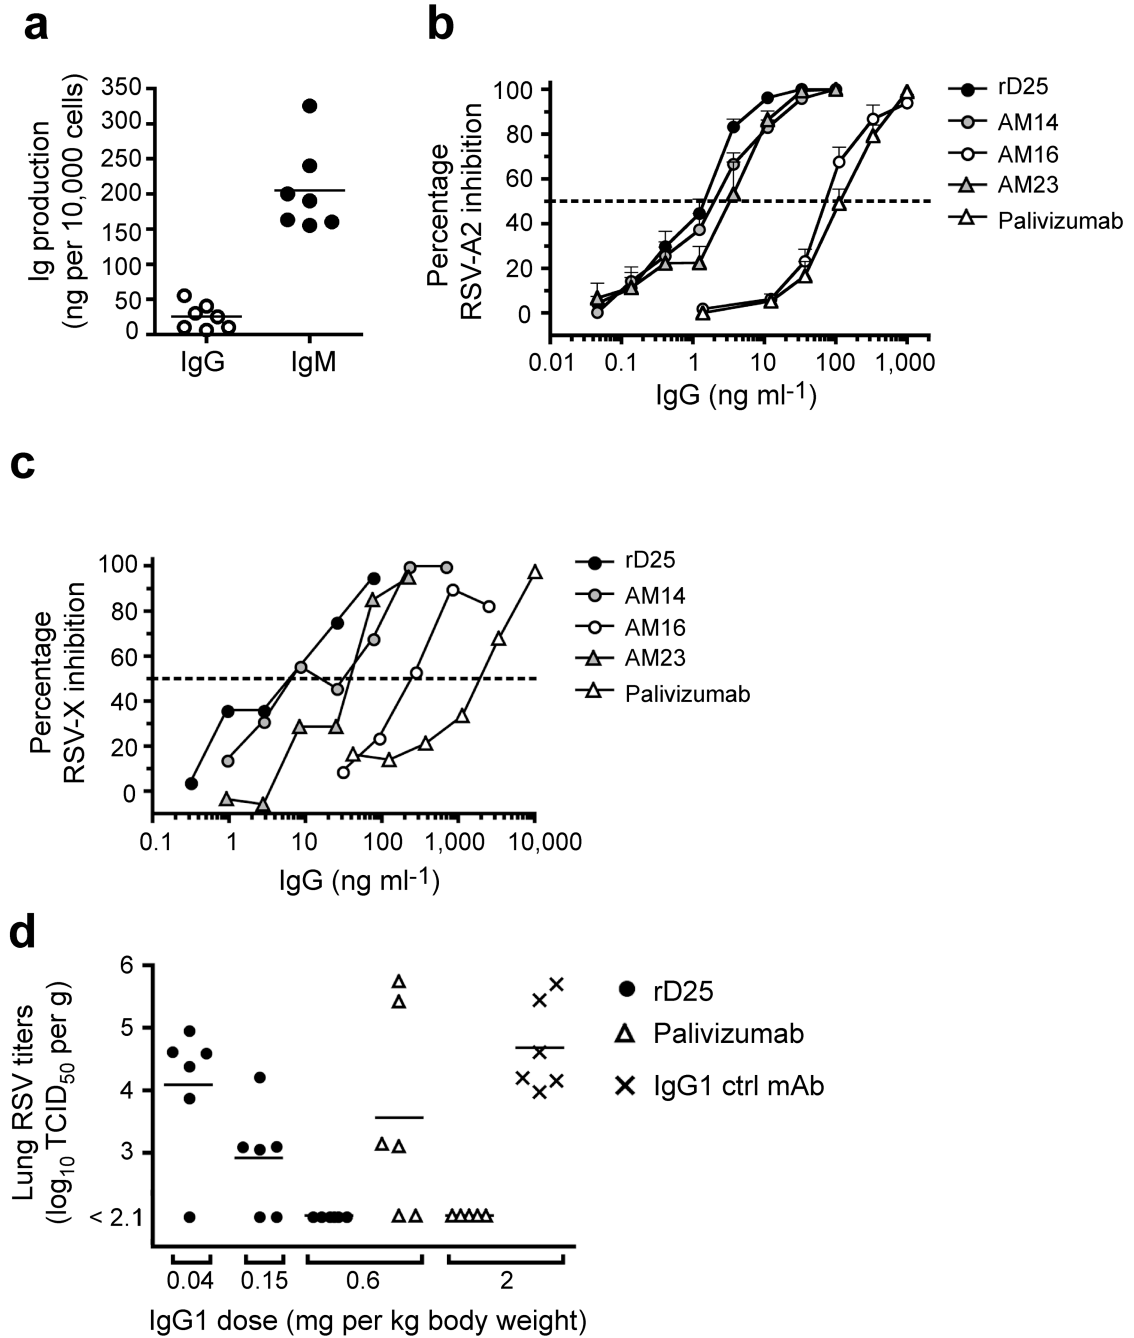 a
Ig production
(ng per 10,000 cells)
350
300
250
200
150
100
50
0
IgG
IgM
b
Percentage
RSV-A2 inhibition
100
80
60
40
20
0
0.01
0.1
1
10
100
1,000
IgG (ng ml-1)
rD25
AM14
AM16
AM23
Palivizumab
c
Percentage
RSV-X inhibition
100
80
60
40
20
0
0.1
1
10
100
1,000
10,000
IgG (ng ml-1)
rD25
AM14
AM16
AM23
Palivizumab
d
Lung RSV titers
(log10 TCID50 per g)
6
5
4
3
< 2.1
0.04
0.15
0.6
2
IgG1 dose (mg per kg body weight)
rD25
Palivizumab
IgG1 ctrl mAb